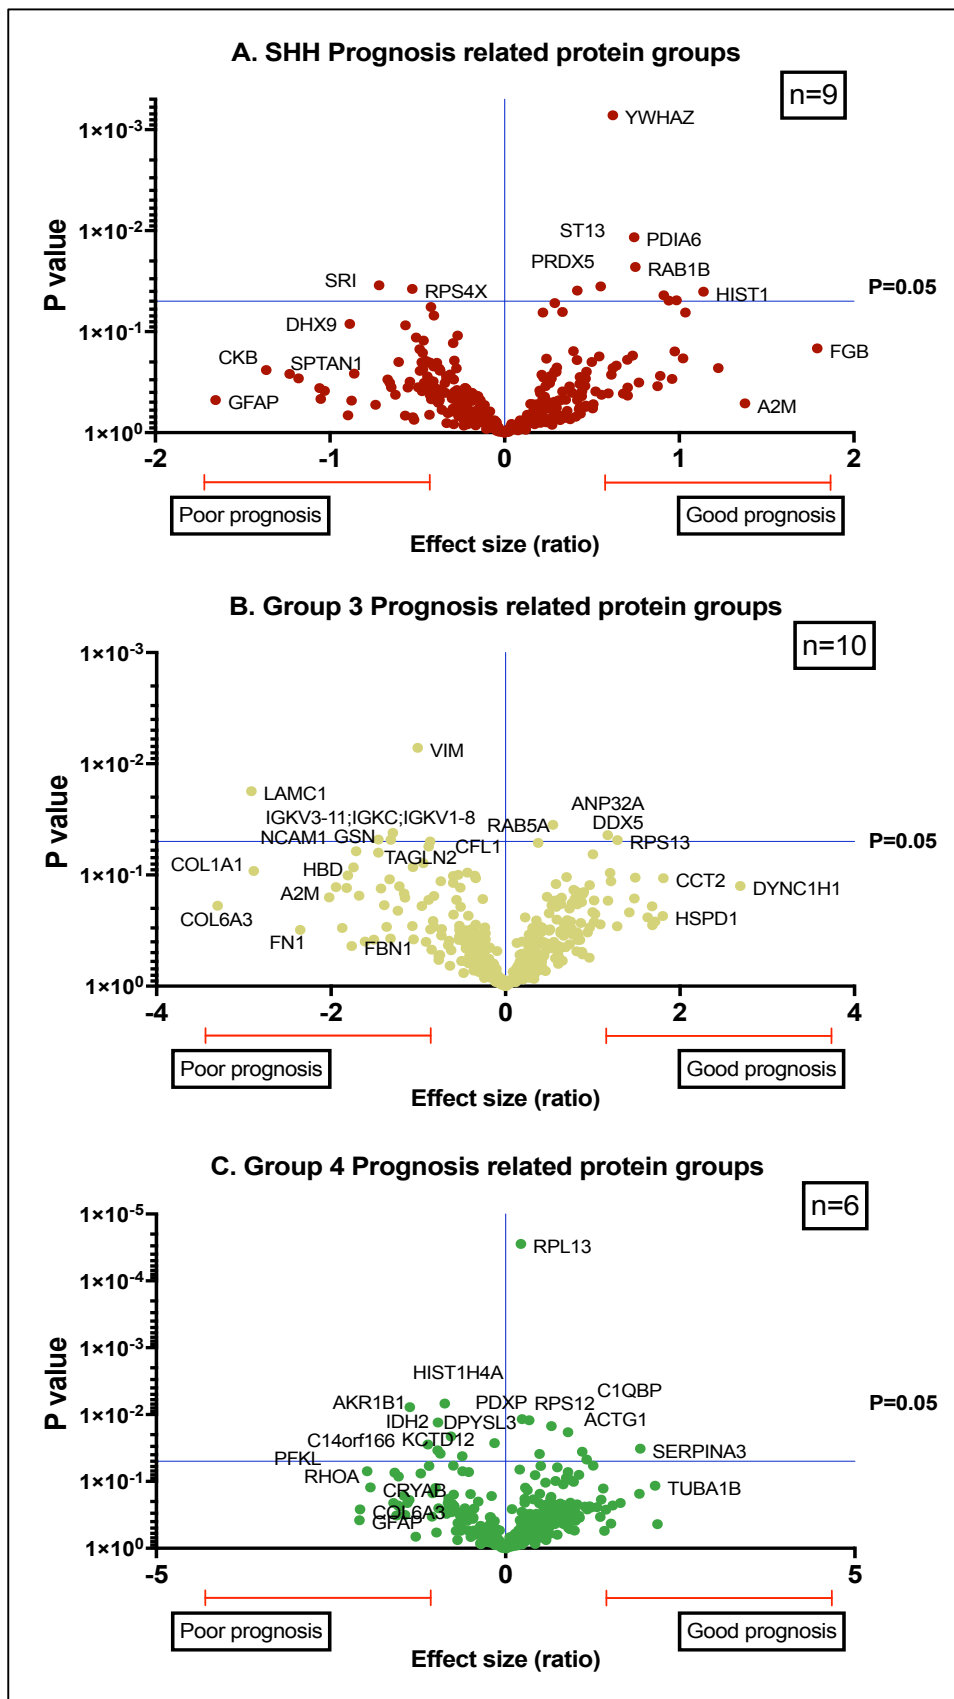 A. SHH Prognosis related protein groups
n=9
1×10⁻³
YWHAZ
1×10⁻²
ST13
PDIA6
PRDX5
RAB1B
SRI
RPS4X
HIST1
P=0.05
1×10⁻¹
DHX9
CKB
SPTAN1
FGB
GFAP
A2M
1×10⁰
P value
-2 -1 0 1 2
Poor prognosis
Good prognosis
Effect size (ratio)
B. Group 3 Prognosis related protein groups
n=10
1×10⁻³
VIM
1×10⁻²
LAMC1
ANP32A
IGKV3-11;IGKC;IGKV1-8
RAB5A
DDX5
NCAM1
GSN
RPS13
P=0.05
CFL1
TAGLN2
COL1A1
HBD
1×10⁻¹
CCT2
DYNC1H1
A2M
COL6A3
HSPD1
FN1
FBN1
1×10⁰
P value
-4 -2 0 2 4
Poor prognosis
Good prognosis
Effect size (ratio)
C. Group 4 Prognosis related protein groups
n=6
1×10⁻⁵
RPL13
1×10⁻⁴
1×10⁻³
HIST1H4A
C1QBP
AKR1B1
PDXP
RPS12
P=0.05
1×10⁻²
IDH2
DPYSL3
ACTG1
C14orf166
KCTD12
SERPINA3
PFKL
RHOA
1×10⁻¹
TUBA1B
CRYAB
COL6A3
GFAP
1×10⁰
P value
-5 0 5
Poor prognosis
Good prognosis
Effect size (ratio)